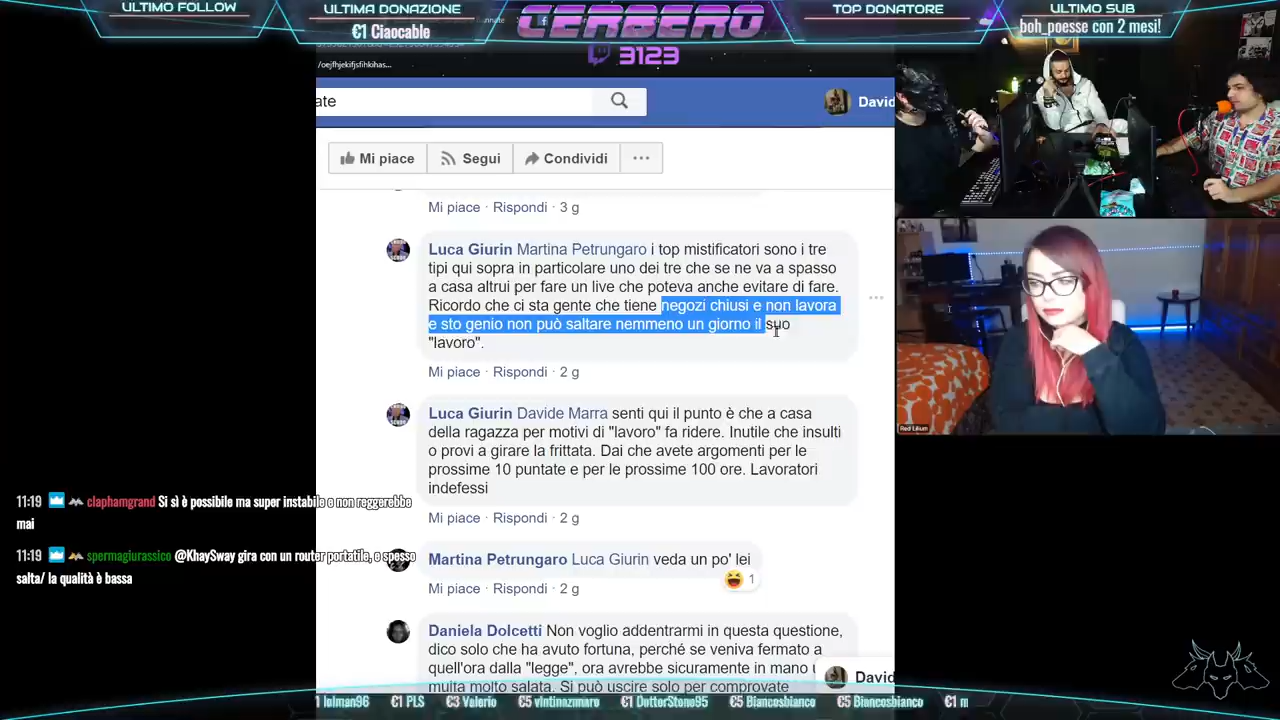 ULTIMO FOLLOW
ULTIMA DONAZIONE
€1 Ciaocable
CERBERO
3123
TOP DONATORE
ULTIMO SUB
boh_poesse con 2 mesi!
/oejfhjekifjsfihkihas...
ate
David
Mi piace
Segui
Condividi
Mi piace · Rispondi · 3 g
Luca Giurin Martina Petrungaro i top mistificatori sono i tre
tipi qui sopra in particolare uno dei tre che se ne va a spasso
a casa altrui per fare un live che poteva anche evitare di fare.
Ricordo che ci sta gente che tiene negozi chiusi e non lavora
e sto genio non può saltare nemmeno un giorno il suo
"lavoro".
Mi piace · Rispondi · 2 g
Luca Giurin Davide Marra senti qui il punto è che a casa
della ragazza per motivi di "lavoro" fa ridere. Inutile che insulti
o provi a girare la frittata. Dai che avete argomenti per le
prossime 10 puntate e per le prossime 100 ore. Lavoratori
indefessi
Mi piace · Rispondi · 2 g
Martina Petrungaro Luca Giurin veda un po' lei
1
Mi piace · Rispondi · 2 g
Daniela Dolcetti Non voglio addentrarmi in questa questione,
dico solo che ha avuto fortuna, perché se veniva fermato a
quell'ora dalla "legge", ora avrebbe sicuramente in mano
multa molto salata. Si può uscire solo per comprovate
David
11:19 claphamgrand Si sì è possibile ma super instabile e non reggerebbe
mai
11:19 spermagiurassico @KhaySway gira con un router portatile, e spesso
salta/ la qualità è bassa
Red Lilium
lolman96 €1 PLS €3 Valerio €5 vintinazinaro €1 DottorStone95 €5 Biancosbianco €5 Biancosbianco €1